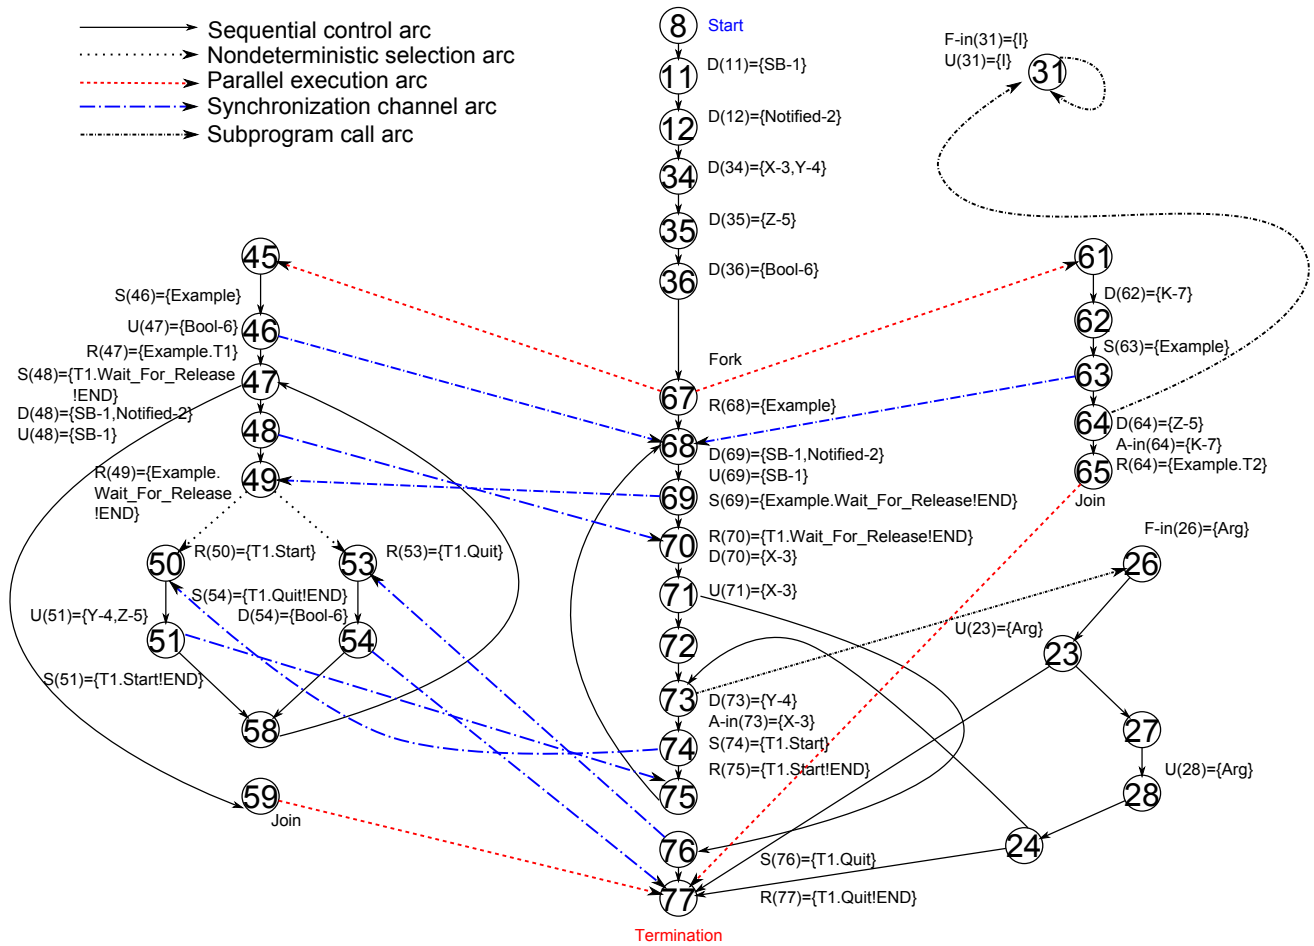 Sequential control arc
Nondeterministic selection arc
Parallel execution arc
Synchronization channel arc
Subprogram call arc
8
Start
11
D(11)={SB-1}
12
D(12)={Notified-2}
34
D(34)={X-3,Y-4}
35
D(35)={Z-5}
36
D(36)={Bool-6}
Fork
67
R(68)={Example}
68
D(69)={SB-1,Notified-2}
U(69)={SB-1}
69
S(69)={Example.Wait_For_Release!END}
70
R(70)={T1.Wait_For_Release!END}
D(70)={X-3}
71
U(71)={X-3}
72
73
D(73)={Y-4}
A-in(73)={X-3}
74
S(74)={T1.Start}
R(75)={T1.Start!END}
75
76
S(76)={T1.Quit}
77
R(77)={T1.Quit!END}
Termination
45
S(46)={Example}
U(47)={Bool-6}
46
R(47)={Example.T1}
S(48)={T1.Wait_For_Release
!END}
47
D(48)={SB-1,Notified-2}
U(48)={SB-1}
48
R(49)={Example.
Wait_For_Release
!END}
49
R(50)={T1.Start}
R(53)={T1.Quit}
50
53
S(54)={T1.Quit!END}
D(54)={Bool-6}
U(51)={Y-4,Z-5}
51
54
S(51)={T1.Start!END}
58
59
Join
F-in(31)={I}
U(31)={I}
31
61
D(62)={K-7}
62
S(63)={Example}
63
64
D(64)={Z-5}
A-in(64)={K-7}
R(64)={Example.T2}
65
Join
F-in(26)={Arg}
26
U(23)={Arg}
23
27
U(28)={Arg}
28
24